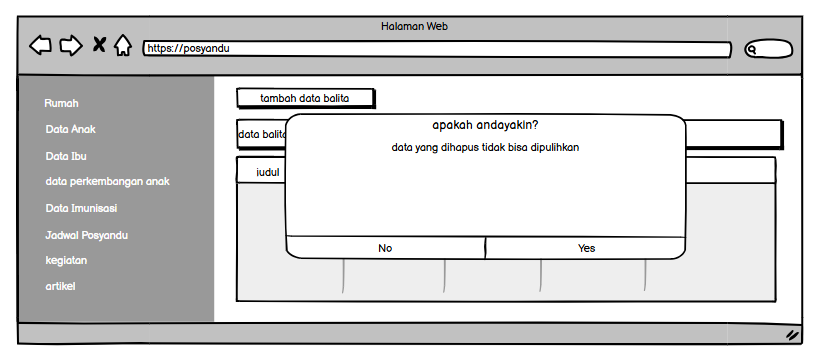 Halaman Web
https://posyandu
Rumah
Data Anak
Data Ibu
data perkembangan anak
Data Imunisasi
Jadwal Posyandu
kegiatan
artikel
tambah data balita
data balita
judul
apakah andayakin?
data yang dihapus tidak bisa dipulihkan
No
Yes